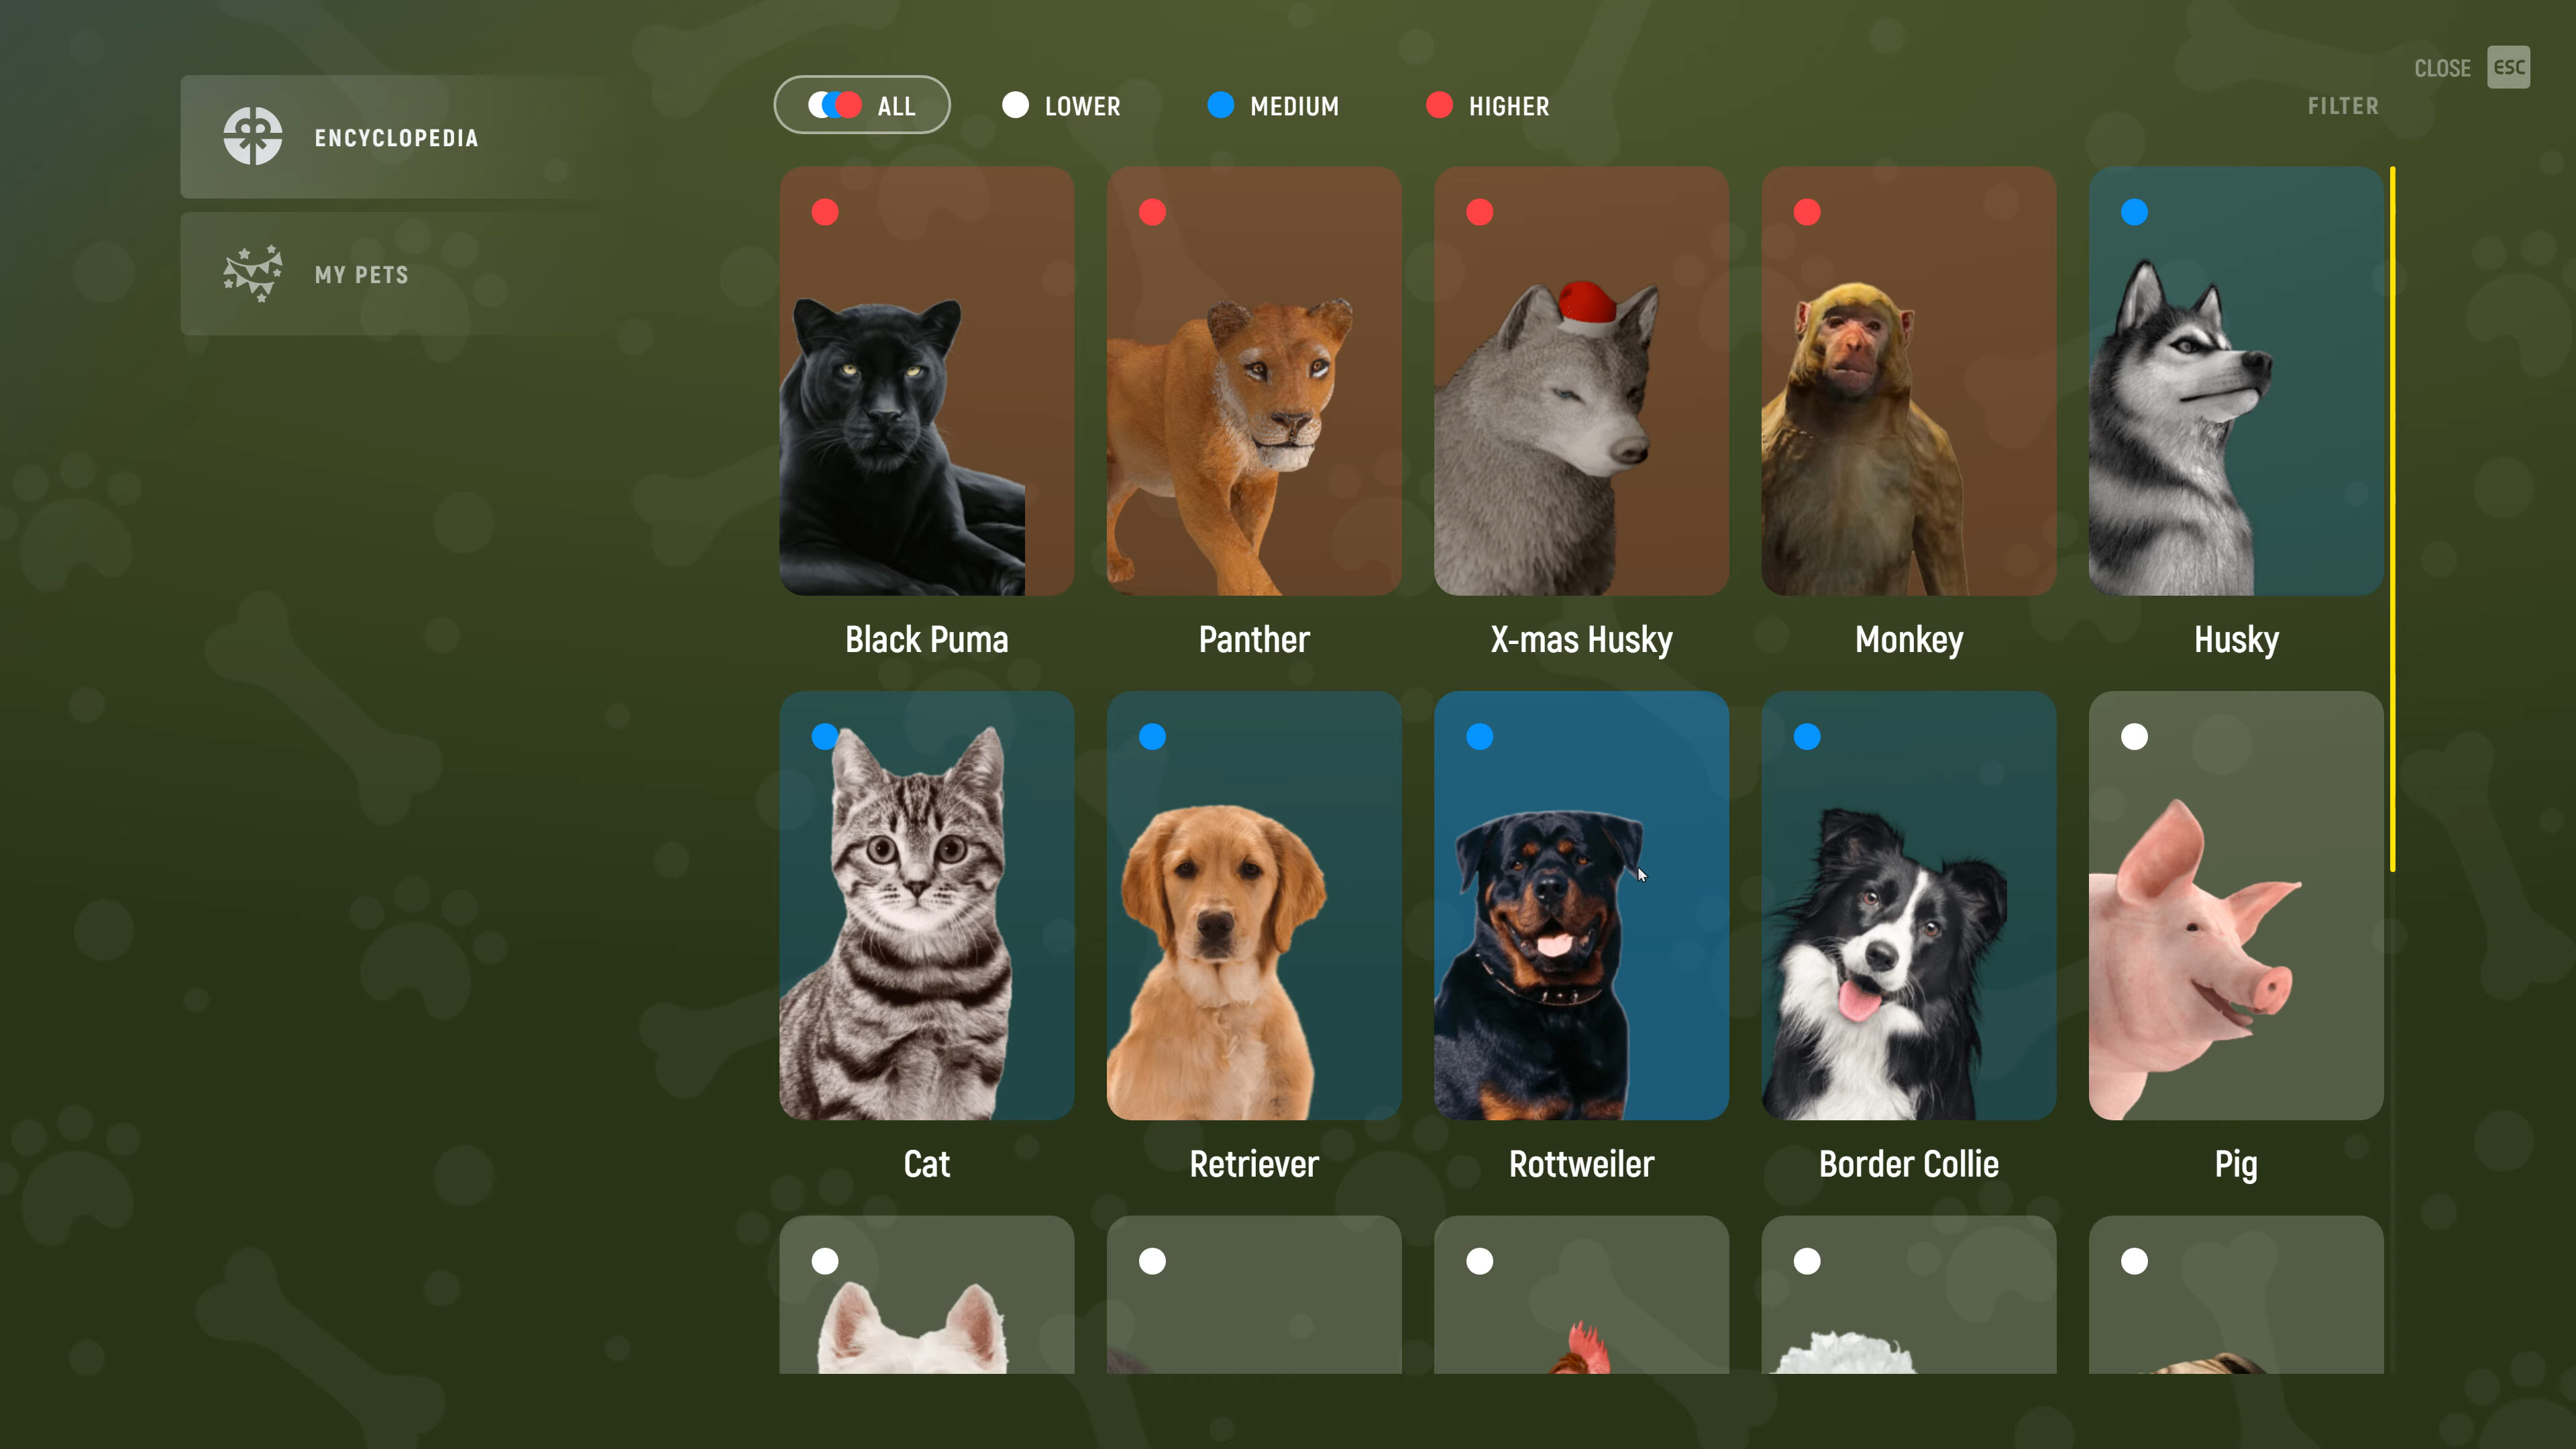 CLOSE ESC
ENCYCLOPEDIA
MY PETS
ALL LOWER MEDIUM HIGHER FILTER
Black Puma Panther X-mas Husky Monkey Husky
Cat Retriever Rottweiler Border Collie Pig